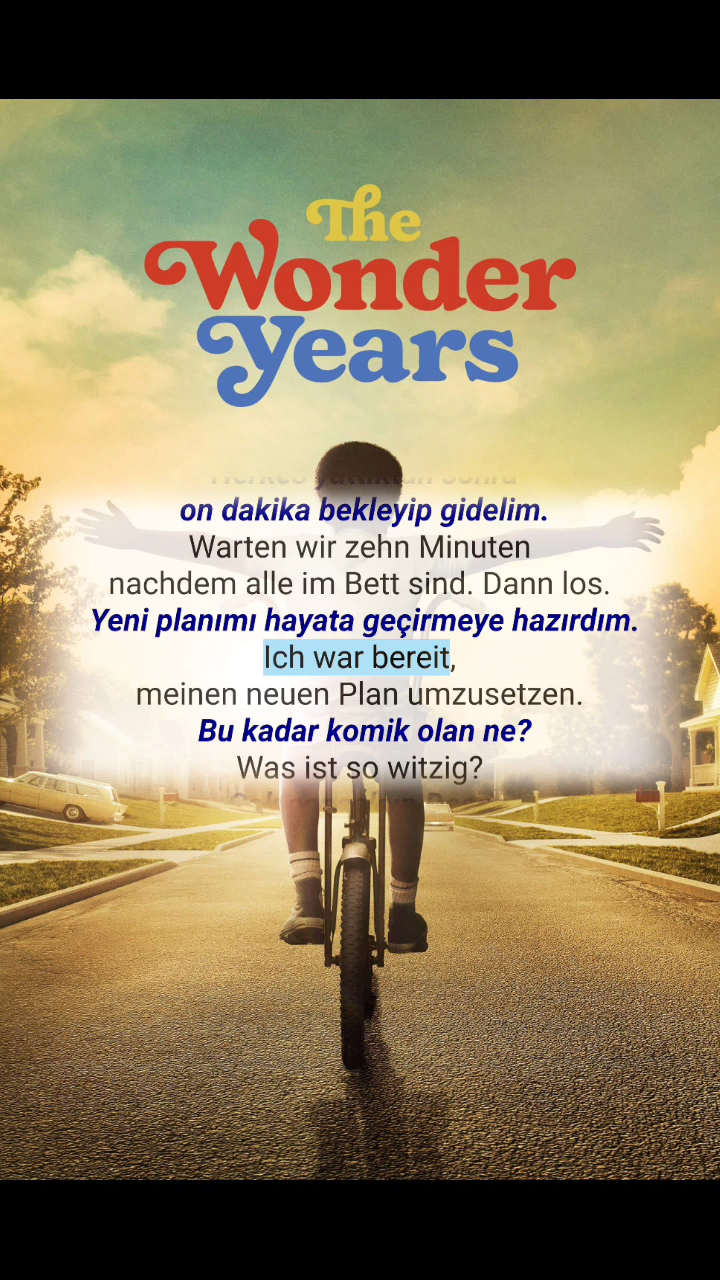 The
Wonder
Years
on dakika bekleyip gidelim.
Warten wir zehn Minuten
nachdem alle im Bett sind. Dann los.
Yeni planımı hayata geçirmeye hazırdım.
Ich war bereit,
meinen neuen Plan umzusetzen.
Bu kadar komik olan ne?
Was ist so witzig?